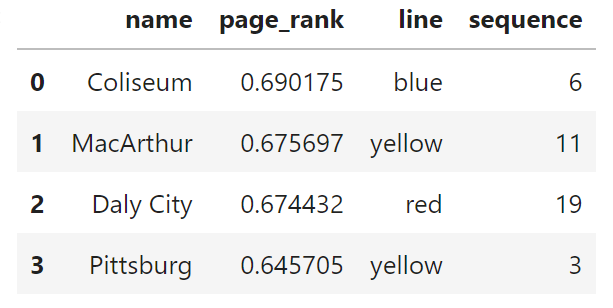 name page_rank line sequence
0 Coliseum 0.690175 blue 6
1 MacArthur 0.675697 yellow 11
2 Daly City 0.674432 red 19
3 Pittsburg 0.645705 yellow 3